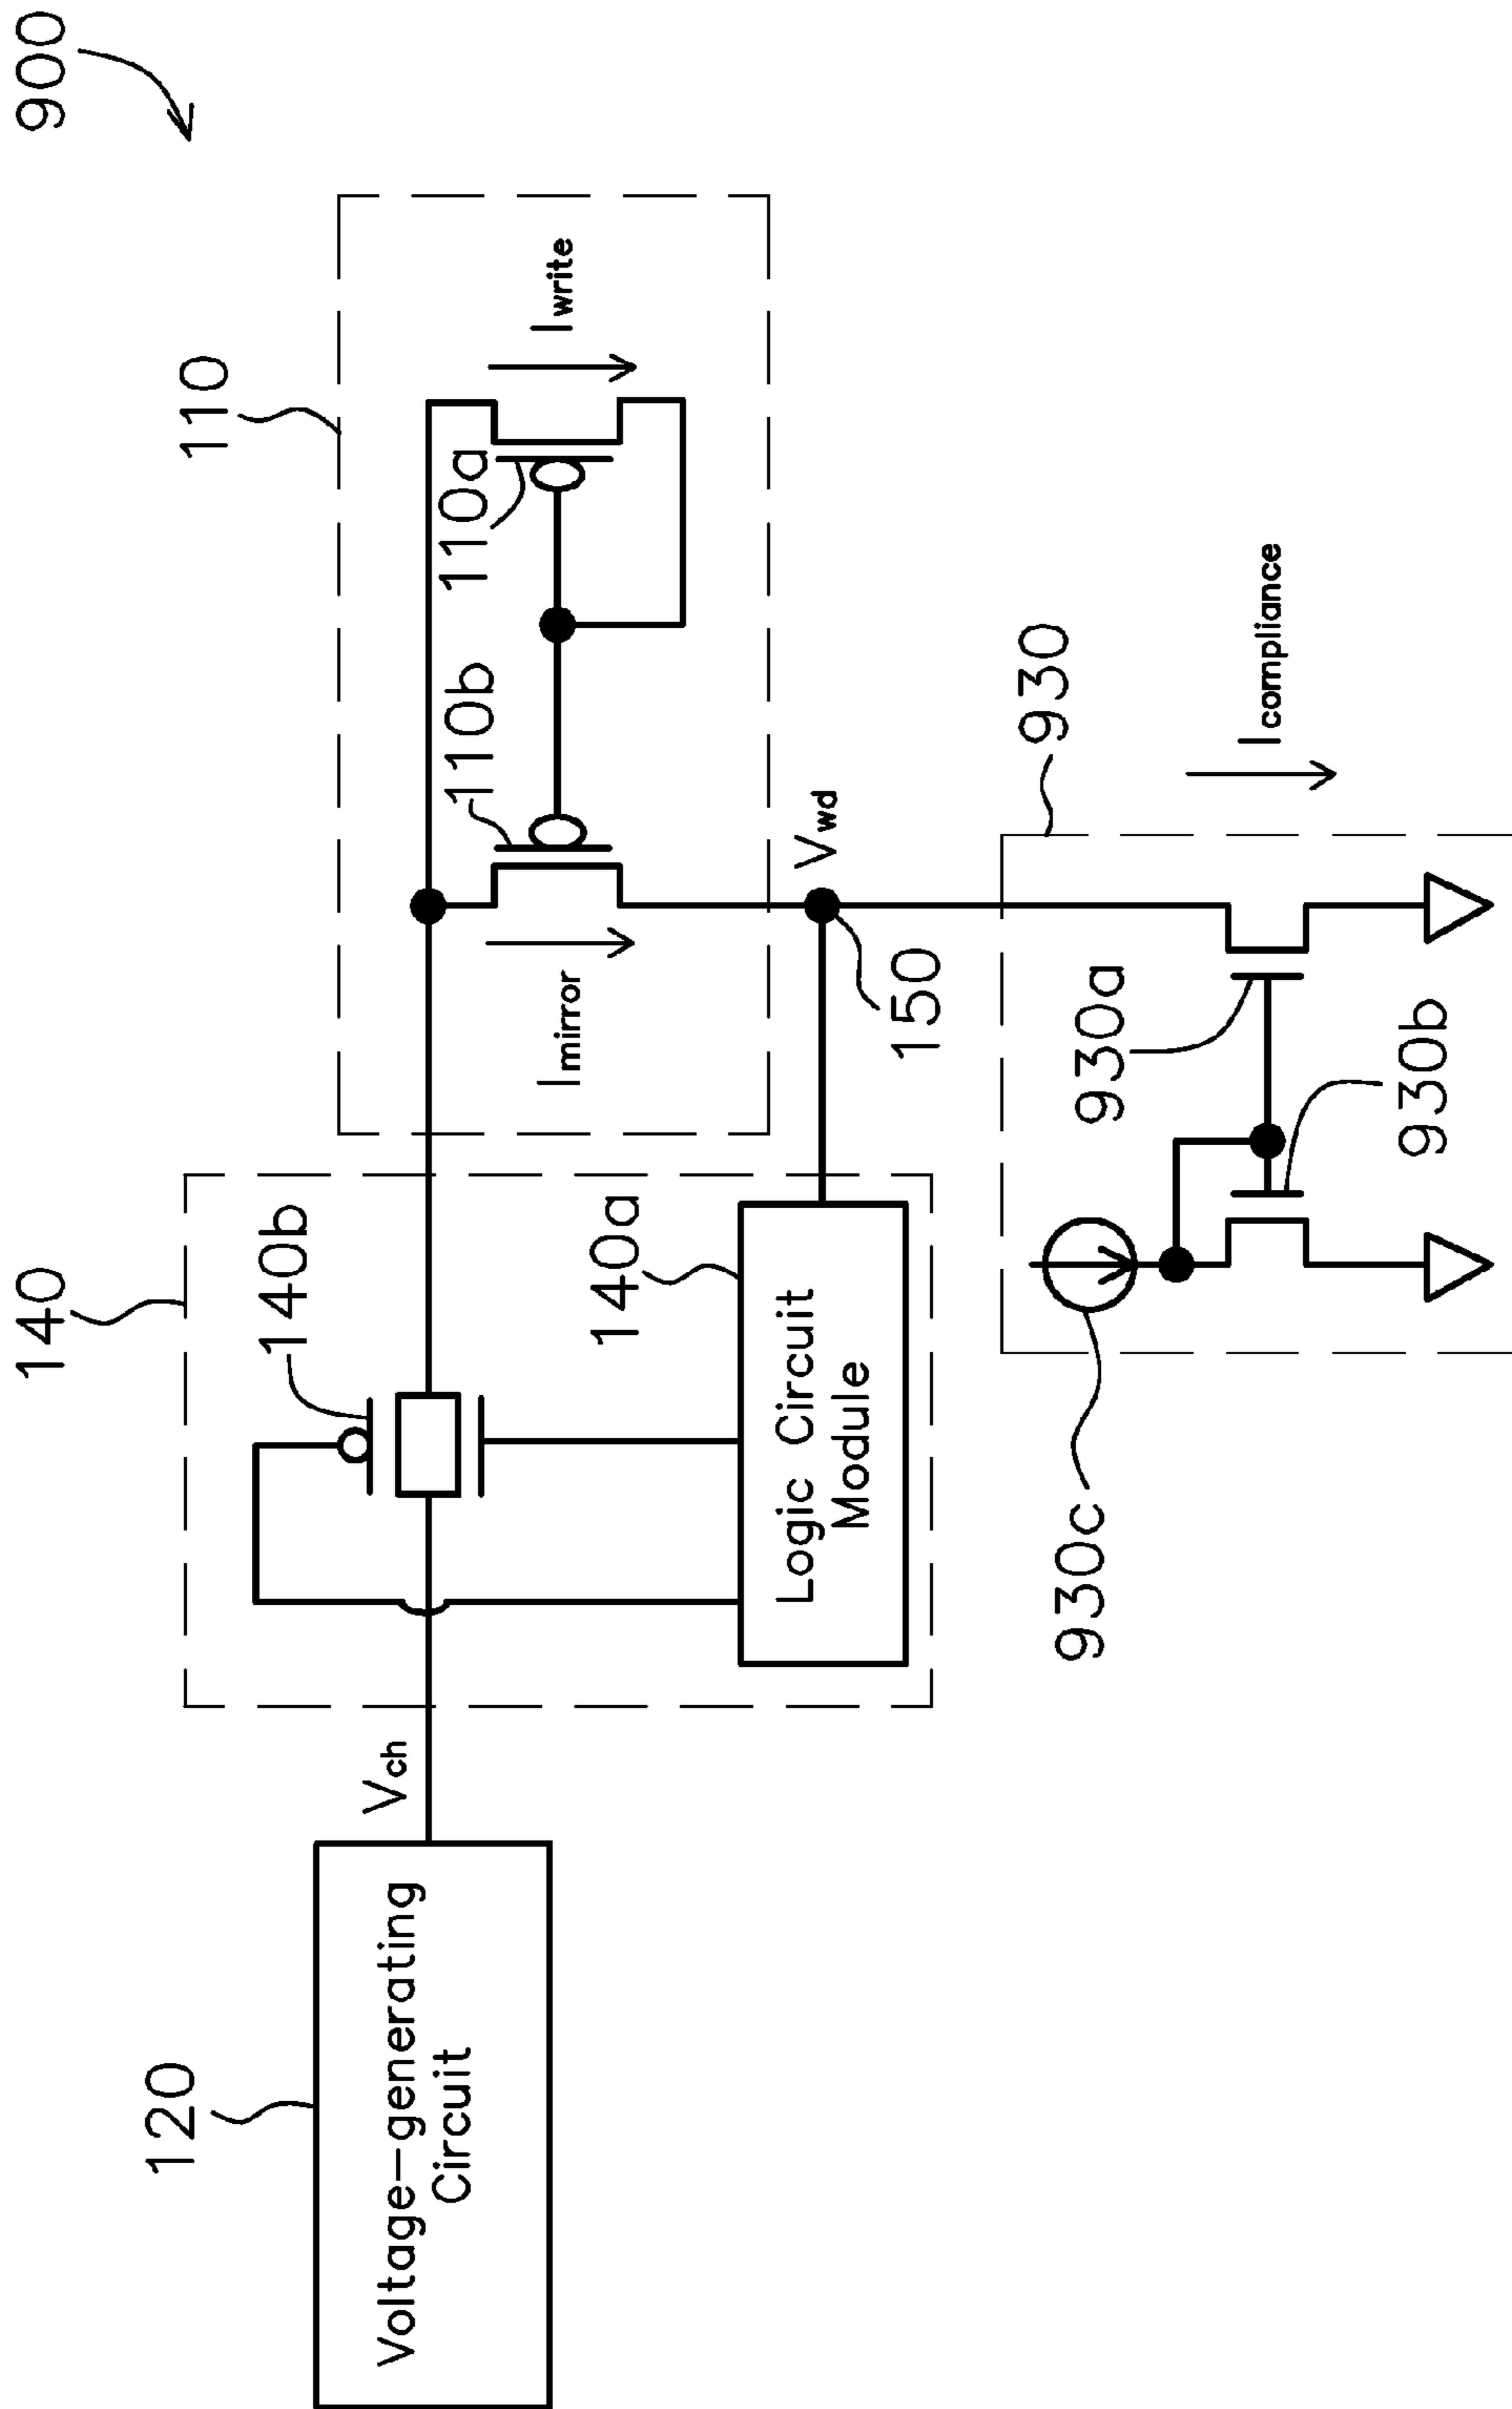 900
110
110a
110b
Iwrite
Imirror
Vwd
150
140
140b
140a
Logic Circuit
Module
Vch
120
Voltage-generating
Circuit
930
930a
930b
930c
Icompliance